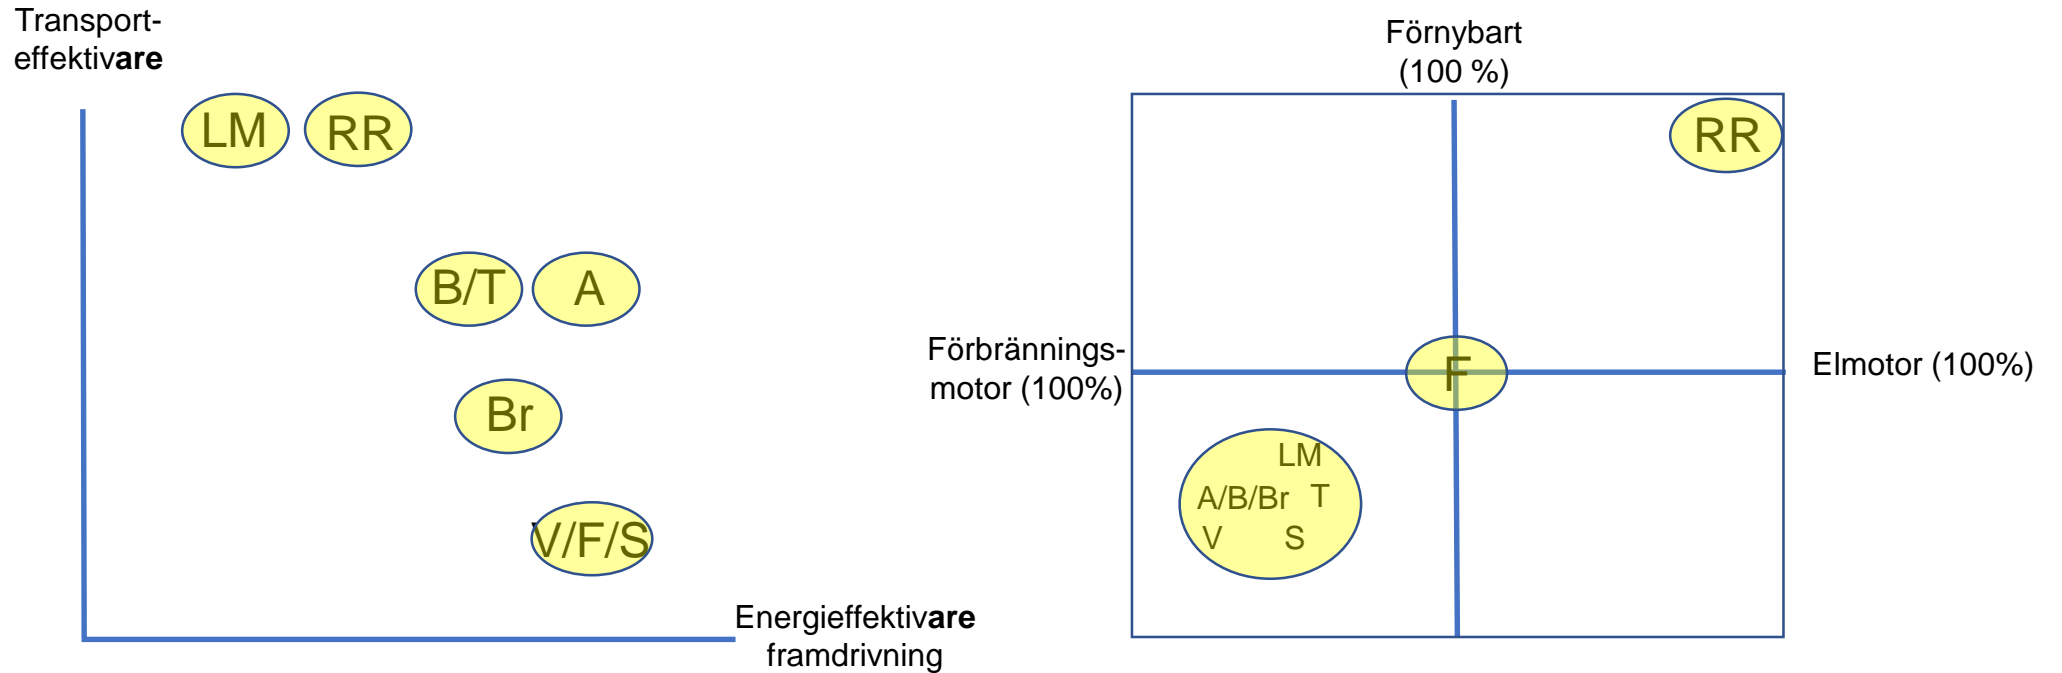 Transport-
effektivare
LM
RR
B/T
A
Br
V/F/S
Energieffektivare
framdrivning
Förnybart
(100 %)
RR
Förbrännings-
motor (100%)
F
Elmotor (100%)
LM
A/B/Br T
V S